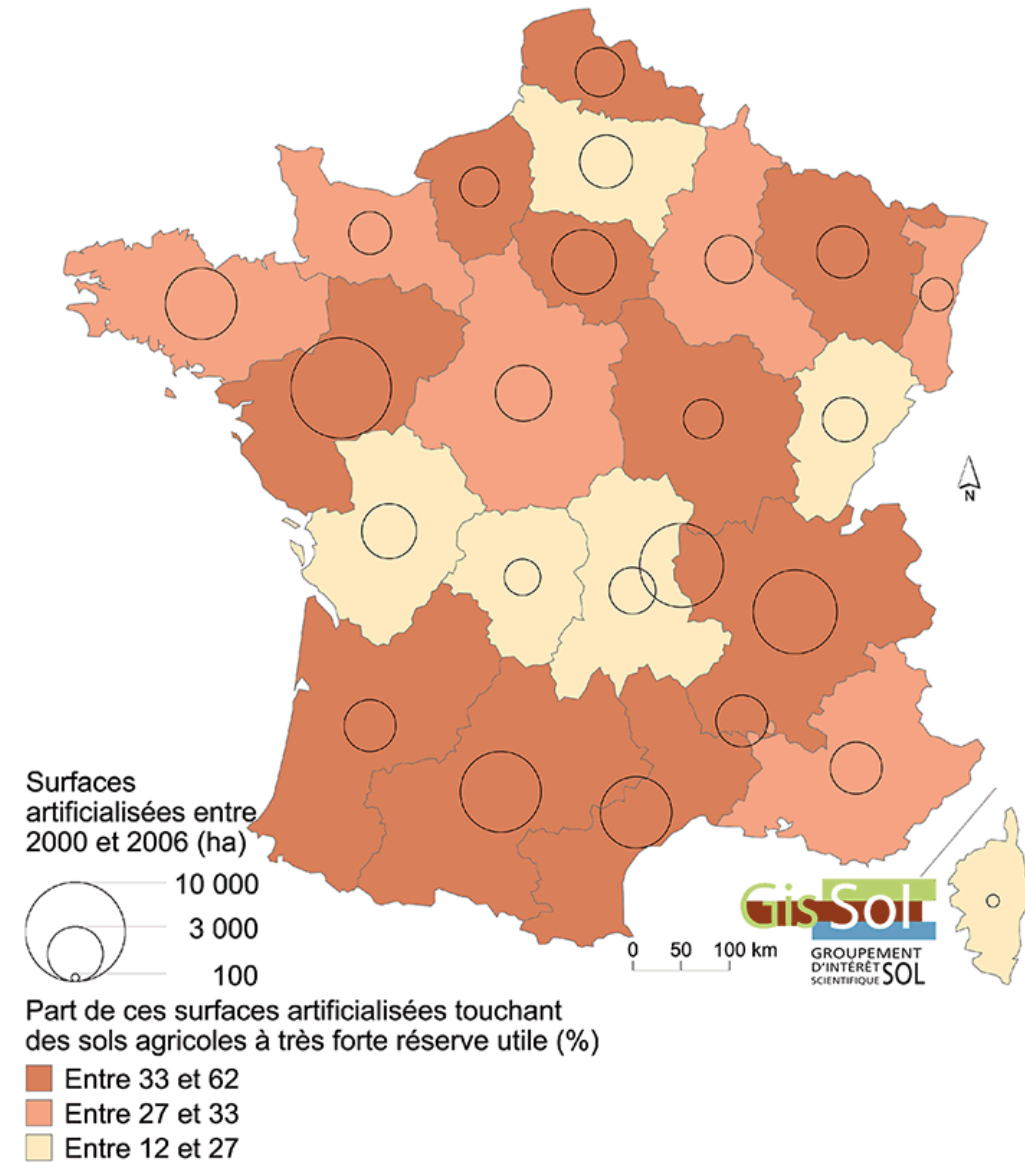 N
Surfaces
artificialisées entre
2000 et 2006 (ha)
10 000
3 000
100
0 50 100 km
Gis Sol
GROUPEMENT
D'INTÉRÊT
SCIENTIFIQUE SOL
Part de ces surfaces artificialisées touchant
des sols agricoles à très forte réserve utile (%)
Entre 33 et 62
Entre 27 et 33
Entre 12 et 27